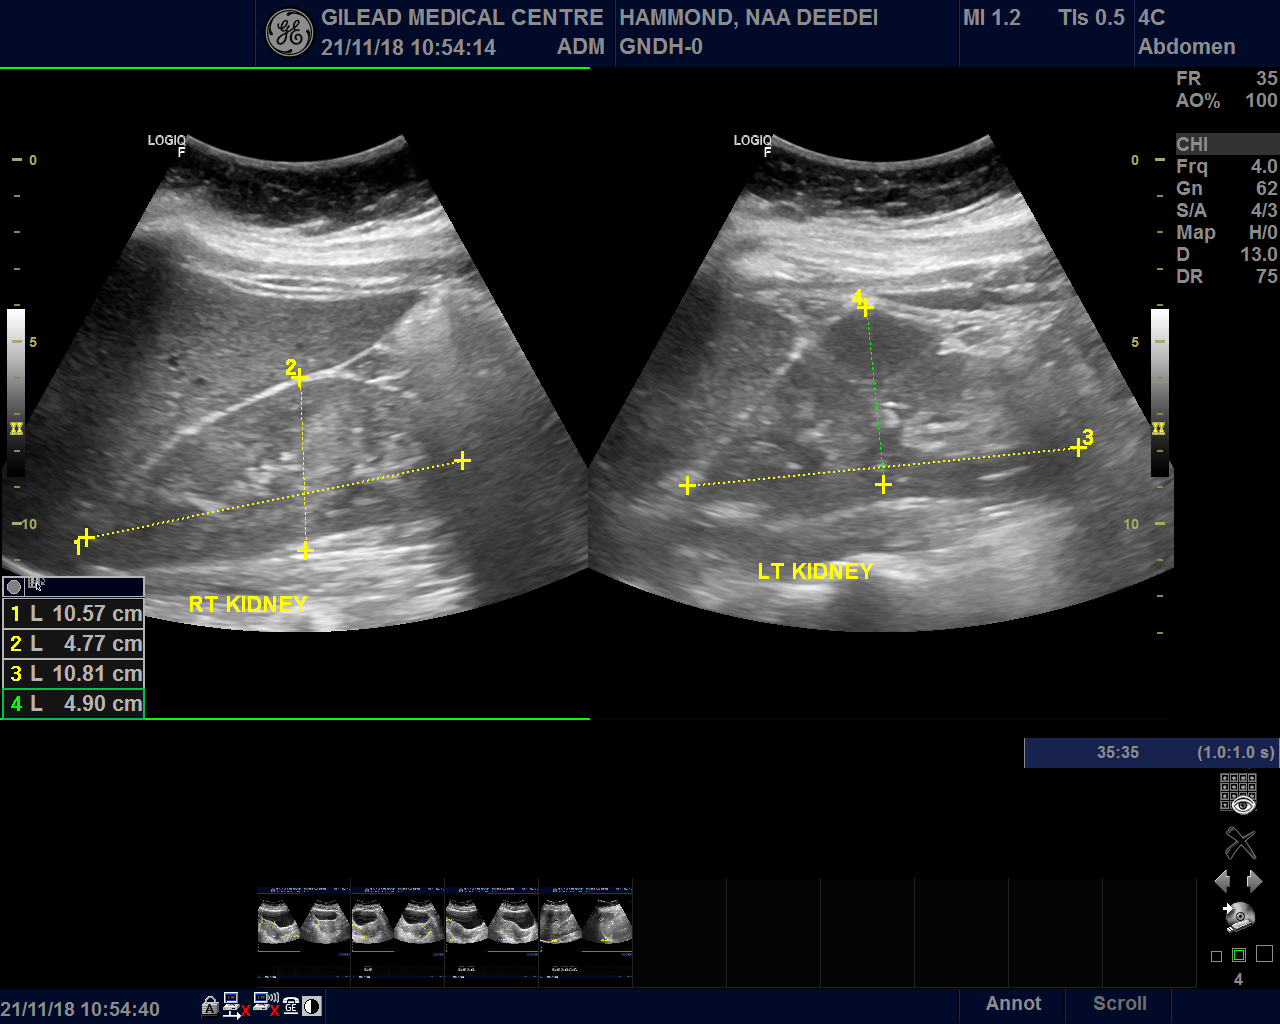 GILEAD MEDICAL CENTRE
21/11/18 10:54:14 ADM
HAMMOND, NAA DEEDEI
GNDH-0
MI 1.2 TIs 0.5
4C
Abdomen
FR 35
AO% 100
CHI
Frq 4.0
Gn 62
S/A 4/3
Map H/0
D 13.0
DR 75
LOGIQ
F
LOGIQ
F
0
5
10
0
5
10
2
1
4
3
RT KIDNEY
LT KIDNEY
1 L 10.57 cm
2 L 4.77 cm
3 L 10.81 cm
4 L 4.90 cm
35:35 (1.0:1.0 s)
4
21/11/18 10:54:40
A
GE
Annot
Scroll